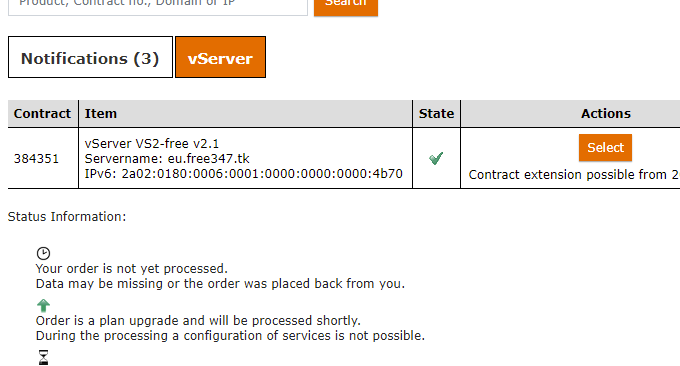 Product, Contract no., Domain or IP
Search
Notifications (3)
vServer
Contract Item State Actions
384351
vServer VS2-free v2.1
Servername: eu.free347.tk
IPv6: 2a02:0180:0006:0001:0000:0000:0000:4b70
Select
Contract extension possible from 2
Status Information:
Your order is not yet processed.
Data may be missing or the order was placed back from you.
Order is a plan upgrade and will be processed shortly.
During the processing a configuration of services is not possible.